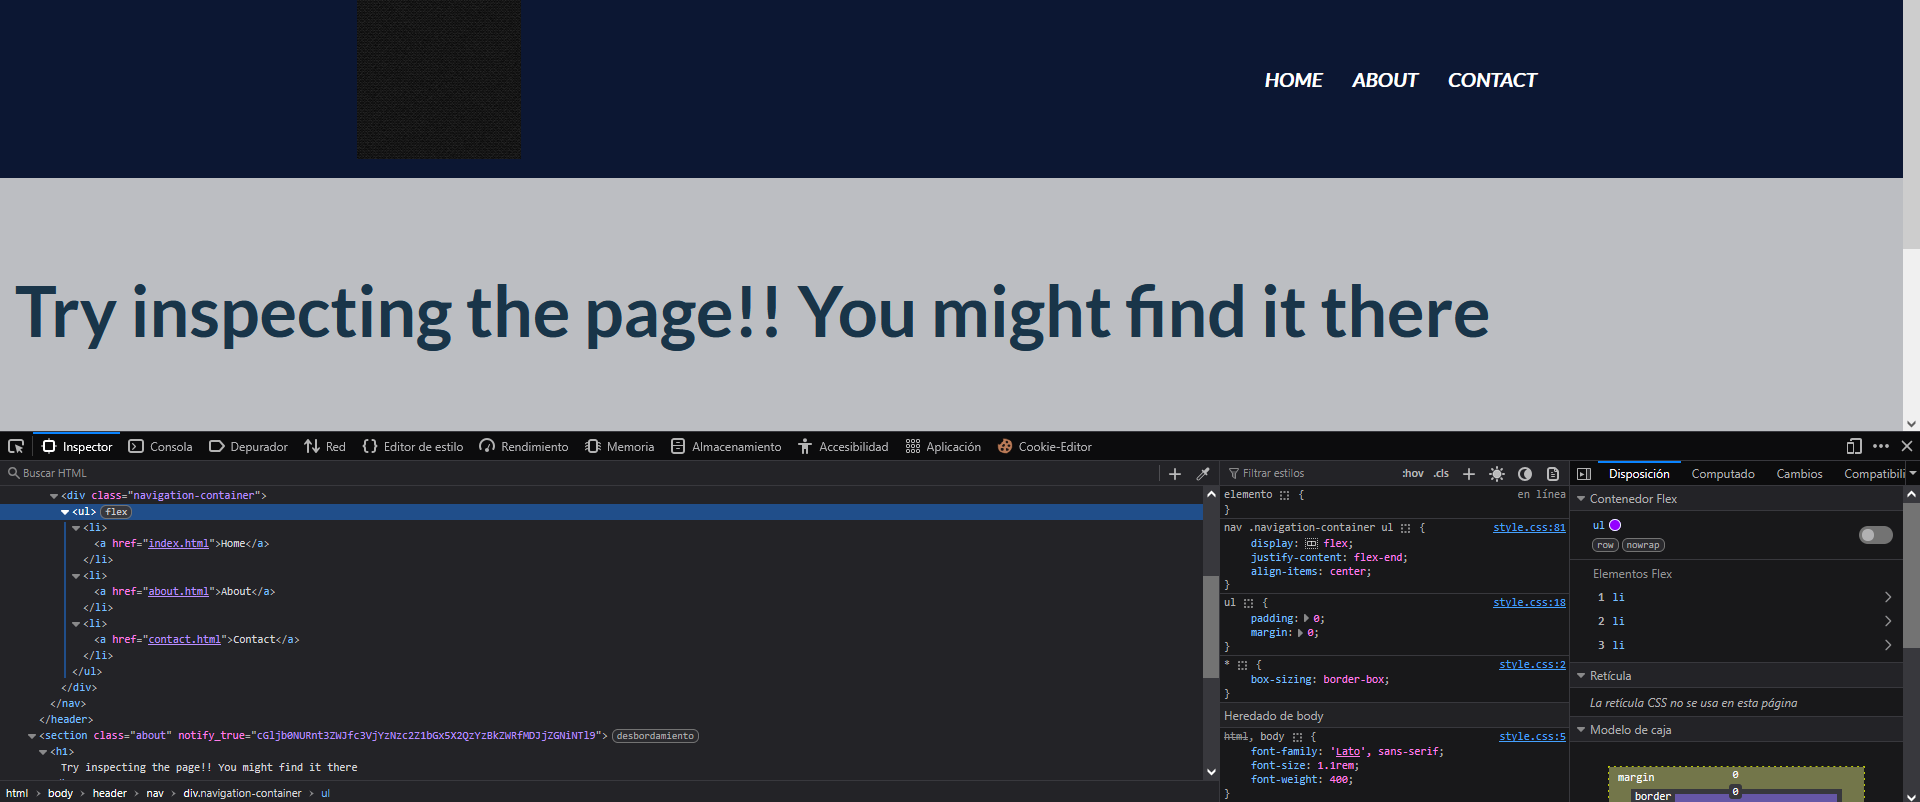 HOME ABOUT CONTACT
Try inspecting the page!! You might find it there
Inspector Consola Depurador Red Editor de estilo Rendimiento Memoria Almacenamiento Accesibilidad Aplicación Cookie-Editor
Buscar HTML
<div class="navigation-container">
<ul> flex
<li>
<a href="index.html">Home</a>
</li>
<li>
<a href="about.html">About</a>
</li>
<li>
<a href="contact.html">Contact</a>
</li>
</ul>
</div>
</nav>
</header>
<section class="about" notify_true="cGljb0NURnt3ZWJfc3VjYzNzc2Z1bGx5X2QzYzBkZWRfMDJjZGNiNTl9"> desbordamiento
<h1>
Try inspecting the page!! You might find it there
html > body > header > nav > div.navigation-container > ul
Filtrar estilos :hov .cls
elemento { en línea
}
nav .navigation-container ul { style.css:81
display: flex;
justify-content: flex-end;
align-items: center;
}
ul { style.css:18
padding: 0;
margin: 0;
}
* { style.css:2
box-sizing: border-box;
}
Heredado de body
html, body { style.css:5
font-family: 'Lato', sans-serif;
font-size: 1.1rem;
font-weight: 400;
}
Disposición Computado Cambios Compatibili
Contenedor Flex
ul
row nowrap
Elementos Flex
1 li
2 li
3 li
Retícula
La retícula CSS no se usa en esta página
Modelo de caja
margin 0
border 0